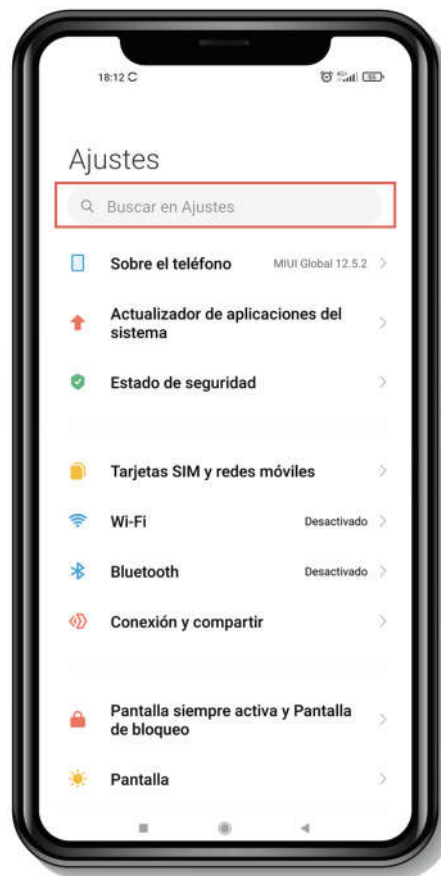 18:12
Ajustes
Buscar en Ajustes
Sobre el teléfono MIUI Global 12.5.2
Actualizador de aplicaciones del
sistema
Estado de seguridad
Tarjetas SIM y redes móviles
Wi-Fi Desactivado
Bluetooth Desactivado
Conexión y compartir
Pantalla siempre activa y Pantalla
de bloqueo
Pantalla